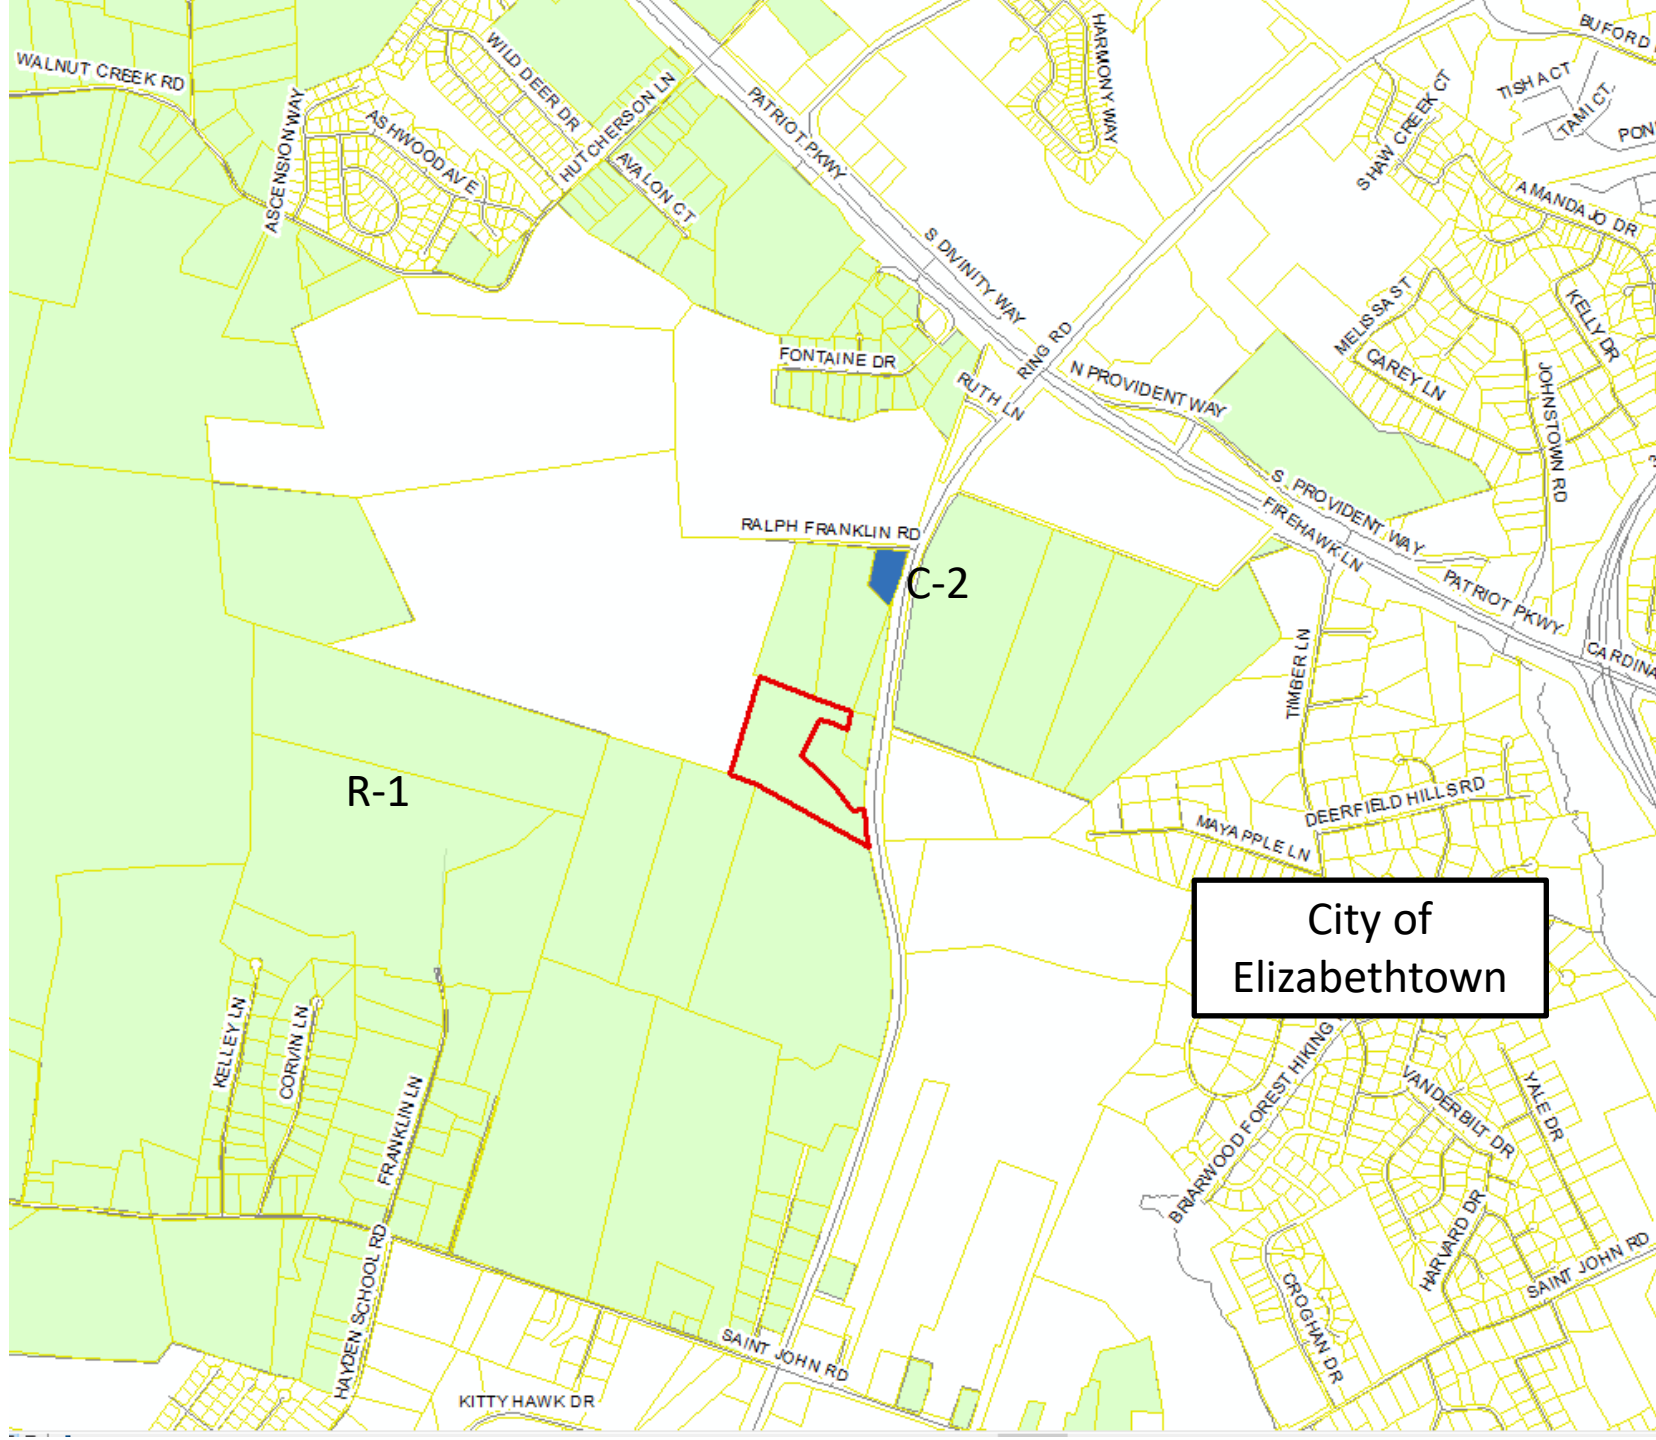 BUFORD
HARMONY WAY
WILD DEER DR
WALNUT CREEK RD
TISHA CT
TAMI CT
SHAW CREEK CT
HUTCHERSON LN
PATRIOT PKWY
ASCENSION WAY
ASHWOOD AVE
AVALON CT
AMANDA JO DR
S DIVINITY WAY
KELLY DR
MELISSA ST
RING RD
FONTAINE DR
N PROVIDENT WAY
CAREY LN
RUTH LN
JOHNSTOWN RD
S PROVIDENT WAY
FIREHAWK LN
RALPH FRANKLIN RD
C-2
PATRIOT PKWY
TIMBER LN
R-1
DEERFIELD HILLS RD
MAYAPPLE LN
City of
Elizabethtown
KELLEY LN
CORVIN LN
FRANKLIN LN
BRIARWOOD FOREST HIKING
VANDERBILT DR
YALE DR
HARVARD DR
SAINT JOHN RD
HAYDEN SCHOOL RD
CROGHAN DR
SAINT JOHN RD
KITTY HAWK DR